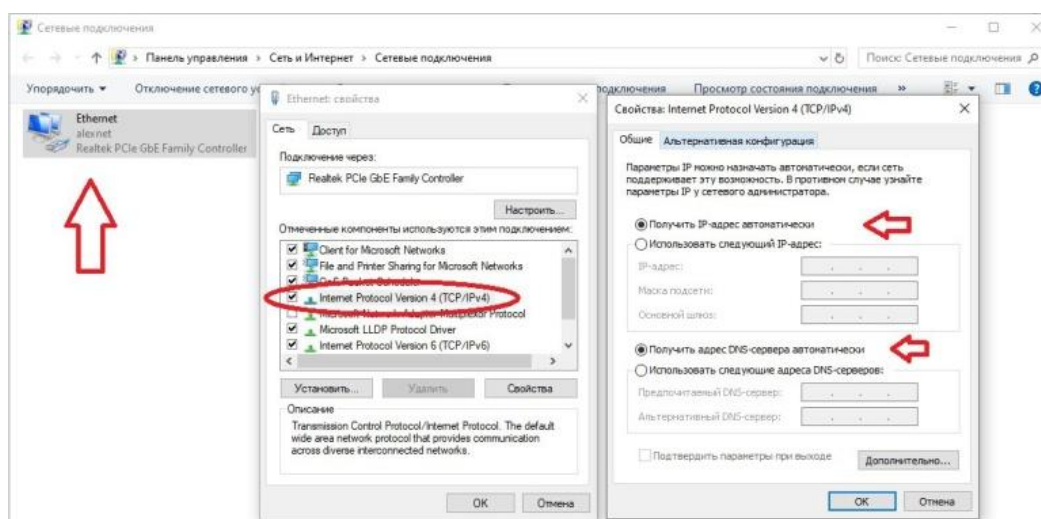 Сетевые подключения
Панель управления > Сеть и Интернет > Сетевые подключения
Поиск: Сетевые подключения
Упорядочить
Отключение сетевого
подключения
Просмотр состояния подключения
»
Ethernet
alexnet
Realtek PCIe GbE Family Controller
Ethernet: свойства
Сеть
Доступ
Подключение через:
Realtek PCIe GbE Family Controller
Настроить...
Отмеченные компоненты используются этим подключением:
Client for Microsoft Networks
File and Printer Sharing for Microsoft Networks
QoS Packet Scheduler
Internet Protocol Version 4 (TCP/IPv4)
Microsoft Network Adapter Multiplexor Protocol
Microsoft LLDP Protocol Driver
Internet Protocol Version 6 (TCP/IPv6)
Установить...
Удалить
Свойства
Описание
Transmission Control Protocol/Internet Protocol. The default
wide area network protocol that provides communication
across diverse interconnected networks.
OK
Отмена
Свойства: Internet Protocol Version 4 (TCP/IPv4)
Общие
Альтернативная конфигурация
Параметры IP можно назначать автоматически, если сеть
поддерживает эту возможность. В противном случае узнайте
параметры IP у сетевого администратора.
Получить IP-адрес автоматически
Использовать следующий IP-адрес:
IP-адрес:
Маска подсети:
Основной шлюз:
Получить адрес DNS-сервера автоматически
Использовать следующие адреса DNS-серверов:
Предпочитаемый DNS-сервер:
Альтернативный DNS-сервер:
Подтвердить параметры при выходе
Дополнительно...
OK
Отмена